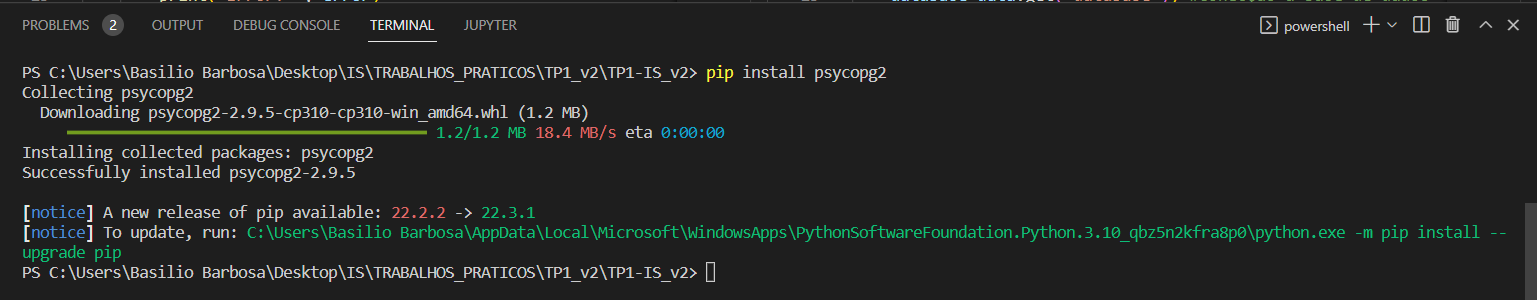 PROBLEMS 2 OUTPUT DEBUG CONSOLE TERMINAL JUPYTER powershell
PS C:\Users\Basilio Barbosa\Desktop\IS\TRABALHOS_PRATICOS\TP1_v2\TP1-IS_v2> pip install psycopg2
Collecting psycopg2
Downloading psycopg2-2.9.5-cp310-cp310-win_amd64.whl (1.2 MB)
1.2/1.2 MB 18.4 MB/s eta 0:00:00
Installing collected packages: psycopg2
Successfully installed psycopg2-2.9.5
[notice] A new release of pip available: 22.2.2 -> 22.3.1
[notice] To update, run: C:\Users\Basilio Barbosa\AppData\Local\Microsoft\WindowsApps\PythonSoftwareFoundation.Python.3.10_qbz5n2kfra8p0\python.exe -m pip install --
upgrade pip
PS C:\Users\Basilio Barbosa\Desktop\IS\TRABALHOS_PRATICOS\TP1_v2\TP1-IS_v2>